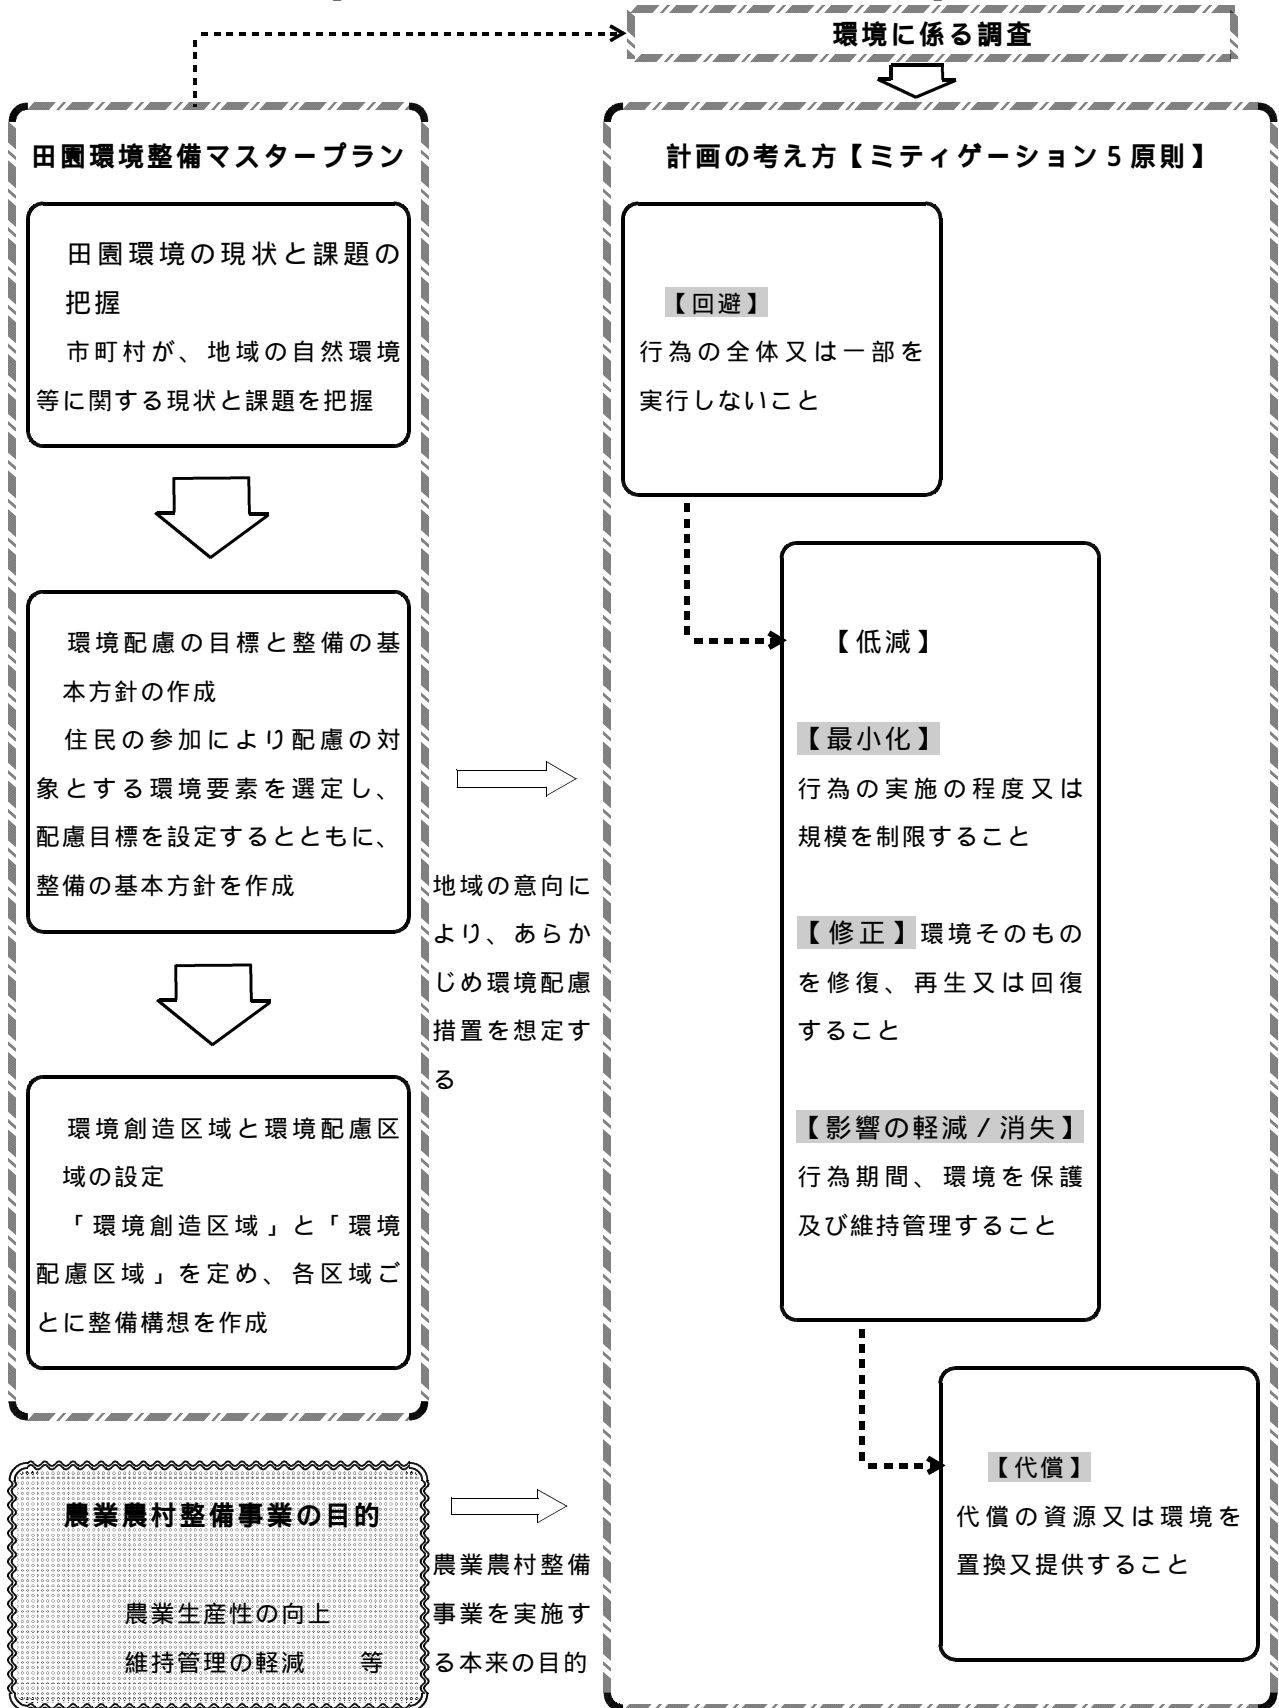 環境に係る調査
田園環境整備マスタープラン
田園環境の現状と課題の
把握
市町村が、地域の自然環境
等に関する現状と課題を把握
環境配慮の目標と整備の基
本方針の作成
住民の参加により配慮の対
象とする環境要素を選定し、
配慮目標を設定するとともに、
整備の基本方針を作成
環境創造区域と環境配慮区
域の設定
「環境創造区域」と「環境
配慮区域」を定め、各区域ご
とに整備構想を作成
地域の意向に
より、あらか
じめ環境配慮
措置を想定す
る
農業農村整備事業の目的
農業生産性の向上
維持管理の軽減　等
農業農村整備
事業を実施す
る本来の目的
計画の考え方【ミティゲーション5原則】
【回避】
行為の全体又は一部を
実行しないこと
【低減】
【最小化】
行為の実施の程度又は
規模を制限すること
【修正】環境そのもの
を修復、再生又は回復
すること
【影響の軽減/消失】
行為期間、環境を保護
及び維持管理すること
【代償】
代償の資源又は環境を
置換又提供すること